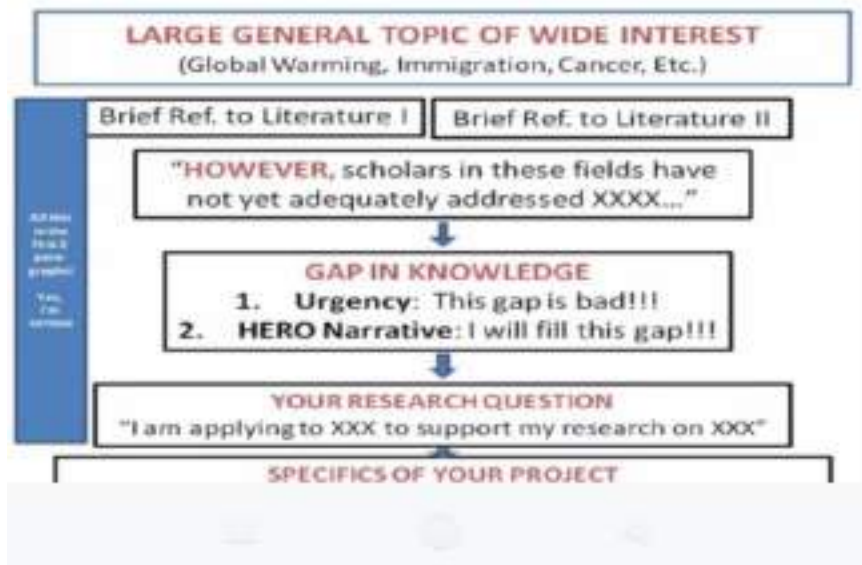 LARGE GENERAL TOPIC OF WIDE INTEREST
(Global Warming, Immigration, Cancer, Etc.)
Brief Ref. to Literature I
Brief Ref. to Literature II
"HOWEVER, scholars in these fields have
not yet adequately addressed XXXX..."
GAP IN KNOWLEDGE
1. Urgency: This gap is bad!!!
2. HERO Narrative: I will fill this gap!!!
YOUR RESEARCH QUESTION
"I am applying to XXX to support my research on XXX"
SPECIFICS OF YOUR PROJECT